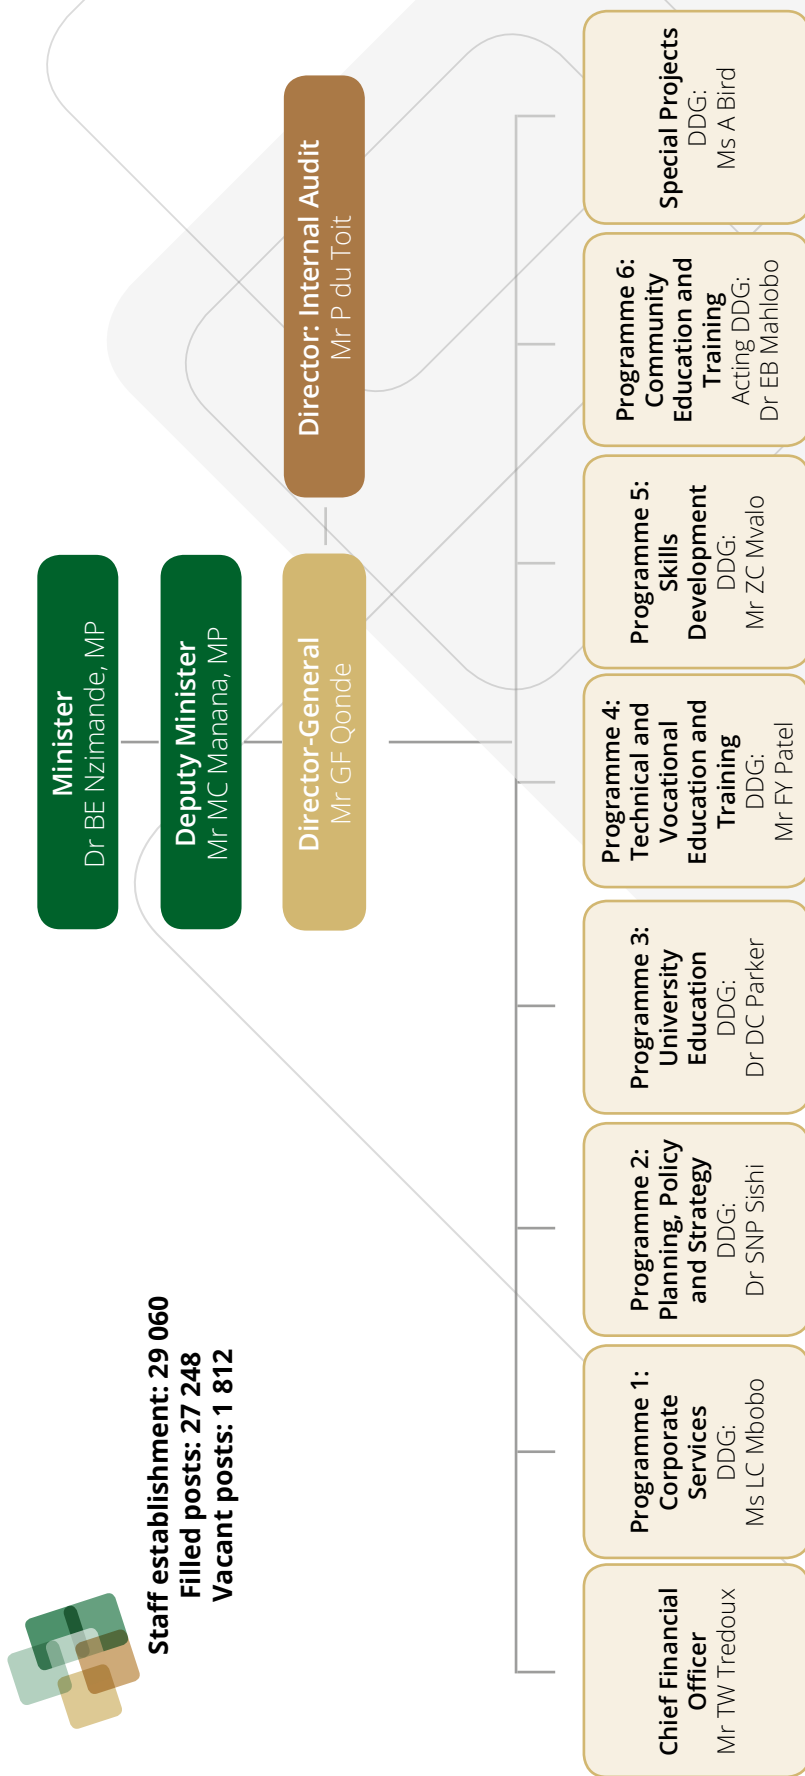 Staff establishment: 29 060
Filled posts: 27 248
Vacant posts: 1 812
Minister
Dr BE Nzimande, MP
Deputy Minister
Mr MC Manana, MP
Director-General
Mr GF Qonde
Director: Internal Audit
Mr P du Toit
Chief Financial
Officer
Mr TW Tredoux
Programme 1:
Corporate
Services
DDG:
Ms LC Mbobo
Programme 2:
Planning, Policy
and Strategy
DDG:
Dr SNP Sishi
Programme 3:
University
Education
DDG:
Dr DC Parker
Programme 4:
Technical and
Vocational
Education and
Training
DDG:
Mr FY Patel
Programme 5:
Skills
Development
DDG:
Mr ZC Mvalo
Programme 6:
Community
Education and
Training
Acting DDG:
Dr EB Mahlobo
Special Projects
DDG:
Ms A Bird